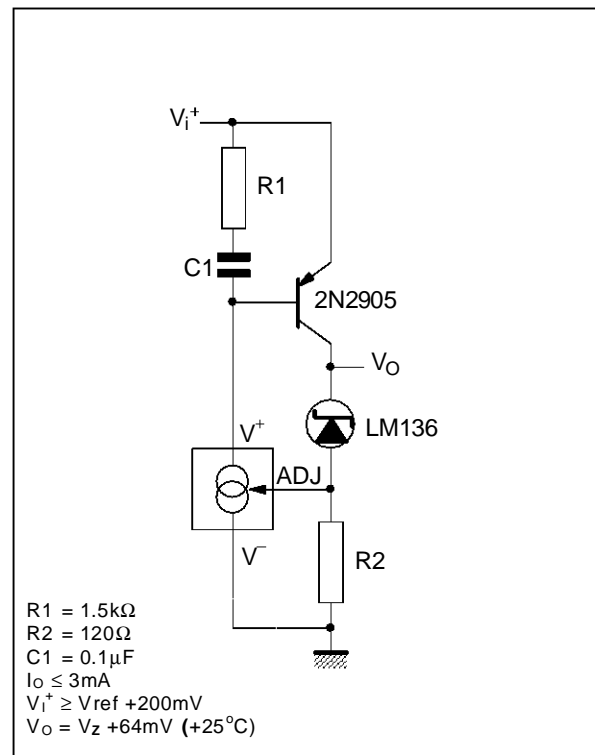 Vi+
R1
C1
2N2905
VO
V+
LM136
ADJ
V−
R2
R1 = 1.5kΩ
R2 = 120Ω
C1 = 0.1μF
IO ≤ 3mA
VI+ ≥ Vref +200mV
VO = VZ +64mV (+25°C)